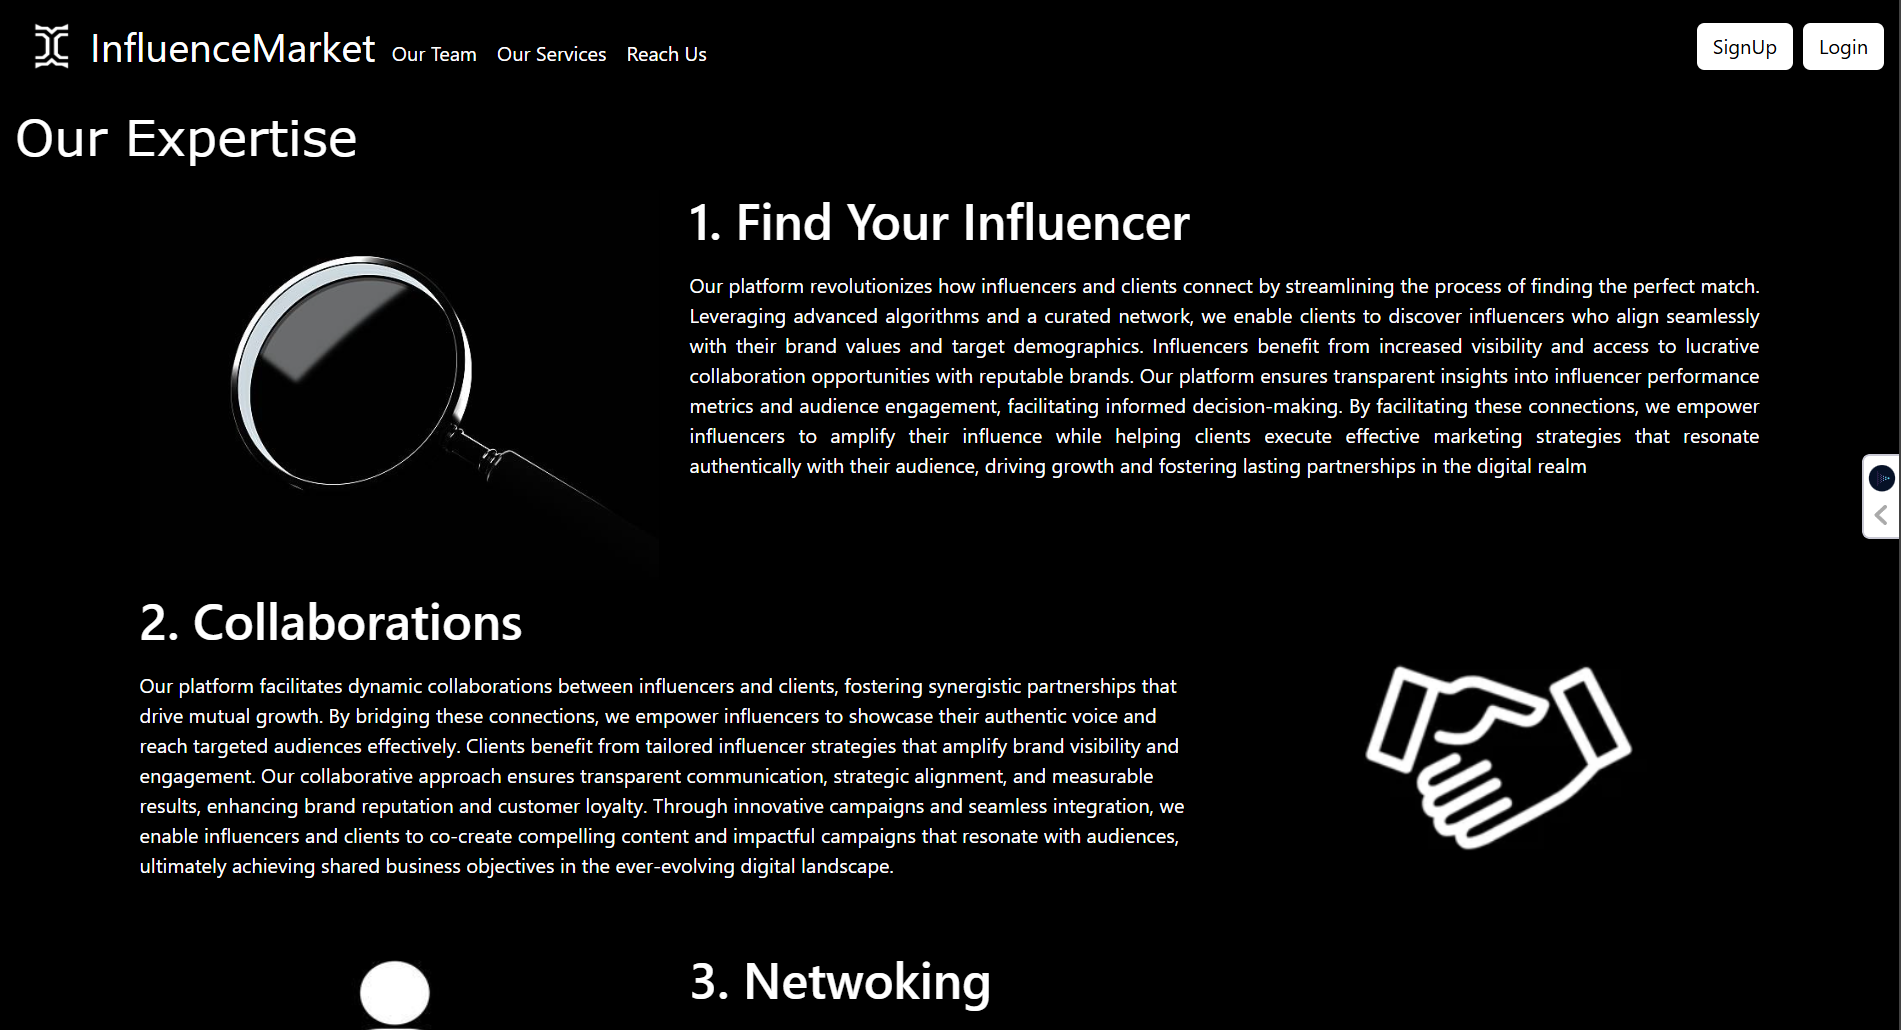 InfluenceMarket Our Team Our Services Reach Us SignUp Login
Our Expertise
1. Find Your Influencer
Our platform revolutionizes how influencers and clients connect by streamlining the process of finding the perfect match.
Leveraging advanced algorithms and a curated network, we enable clients to discover influencers who align seamlessly
with their brand values and target demographics. Influencers benefit from increased visibility and access to lucrative
collaboration opportunities with reputable brands. Our platform ensures transparent insights into influencer performance
metrics and audience engagement, facilitating informed decision-making. By facilitating these connections, we empower
influencers to amplify their influence while helping clients execute effective marketing strategies that resonate
authentically with their audience, driving growth and fostering lasting partnerships in the digital realm
2. Collaborations
Our platform facilitates dynamic collaborations between influencers and clients, fostering synergistic partnerships that
drive mutual growth. By bridging these connections, we empower influencers to showcase their authentic voice and
reach targeted audiences effectively. Clients benefit from tailored influencer strategies that amplify brand visibility and
engagement. Our collaborative approach ensures transparent communication, strategic alignment, and measurable
results, enhancing brand reputation and customer loyalty. Through innovative campaigns and seamless integration, we
enable influencers and clients to co-create compelling content and impactful campaigns that resonate with audiences,
ultimately achieving shared business objectives in the ever-evolving digital landscape.
3. Netwoking